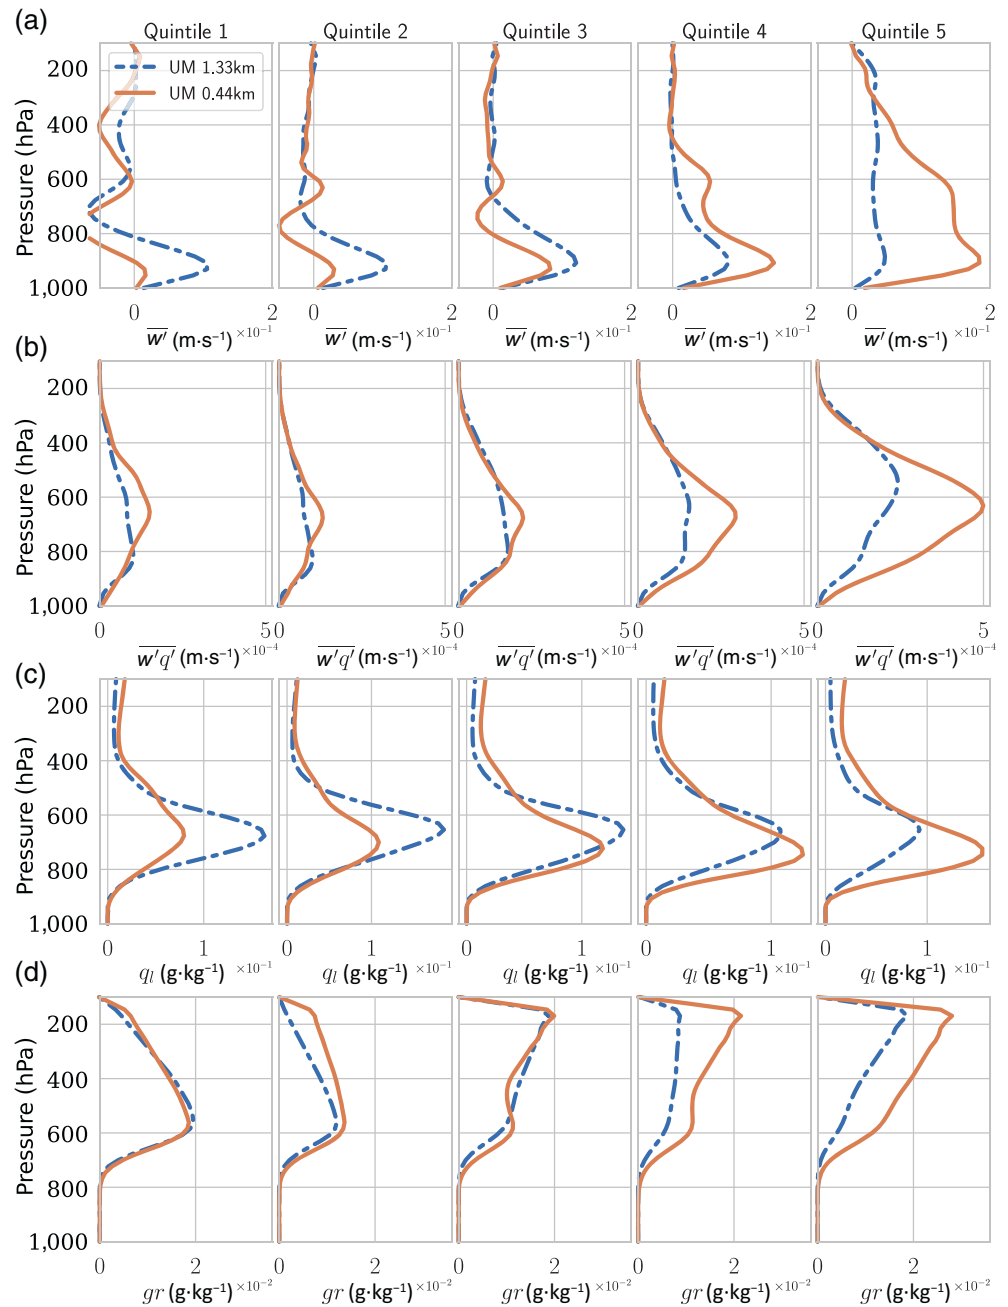 (a)
Quintile 1 Quintile 2 Quintile 3 Quintile 4 Quintile 5
UM 1.33km
UM 0.44km
Pressure (hPa)
200
400
600
800
1,000
0 2 0 2 0 2 0 2 0 2
w′ (m·s⁻¹) ×10⁻¹ w′ (m·s⁻¹) ×10⁻¹ w′ (m·s⁻¹) ×10⁻¹ w′ (m·s⁻¹) ×10⁻¹ w′ (m·s⁻¹) ×10⁻¹
(b)
Pressure (hPa)
200
400
600
800
1,000
0 5 0 5 0 5 0 5 0 5
w′q′ (m·s⁻¹) ×10⁻⁴ w′q′ (m·s⁻¹) ×10⁻⁴ w′q′ (m·s⁻¹) ×10⁻⁴ w′q′ (m·s⁻¹) ×10⁻⁴ w′q′ (m·s⁻¹) ×10⁻⁴
(c)
Pressure (hPa)
200
400
600
800
1,000
0 1 0 1 0 1 0 1 0 1
qₗ (g·kg⁻¹) ×10⁻¹ qₗ (g·kg⁻¹) ×10⁻¹ qₗ (g·kg⁻¹) ×10⁻¹ qₗ (g·kg⁻¹) ×10⁻¹ qₗ (g·kg⁻¹) ×10⁻¹
(d)
Pressure (hPa)
200
400
600
800
1,000
0 2 0 2 0 2 0 2 0 2
gr (g·kg⁻¹) ×10⁻² gr (g·kg⁻¹) ×10⁻² gr (g·kg⁻¹) ×10⁻² gr (g·kg⁻¹) ×10⁻² gr (g·kg⁻¹) ×10⁻²